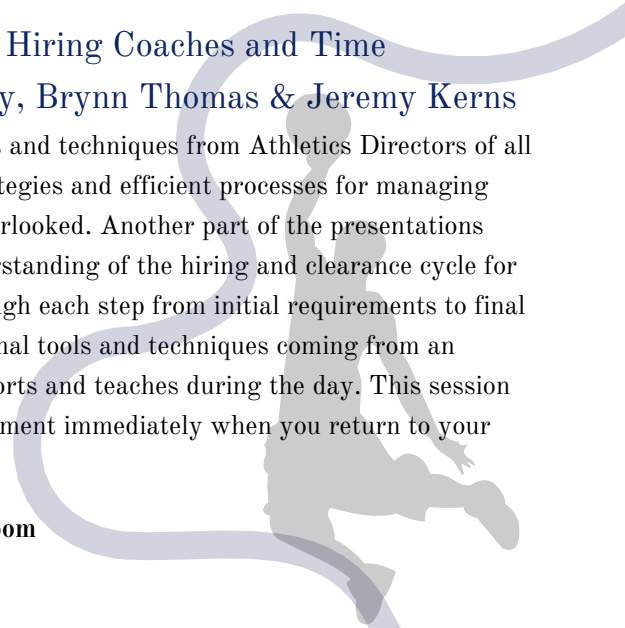 Hiring Coaches and Time
y, Brynn Thomas & Jeremy Kerns
and techniques from Athletics Directors of all
tegies and efficient processes for managing
rlooked. Another part of the presentations
rstanding of the hiring and clearance cycle for
gh each step from initial requirements to final
nal tools and techniques coming from an
orts and teaches during the day. This session
ment immediately when you return to your
oom